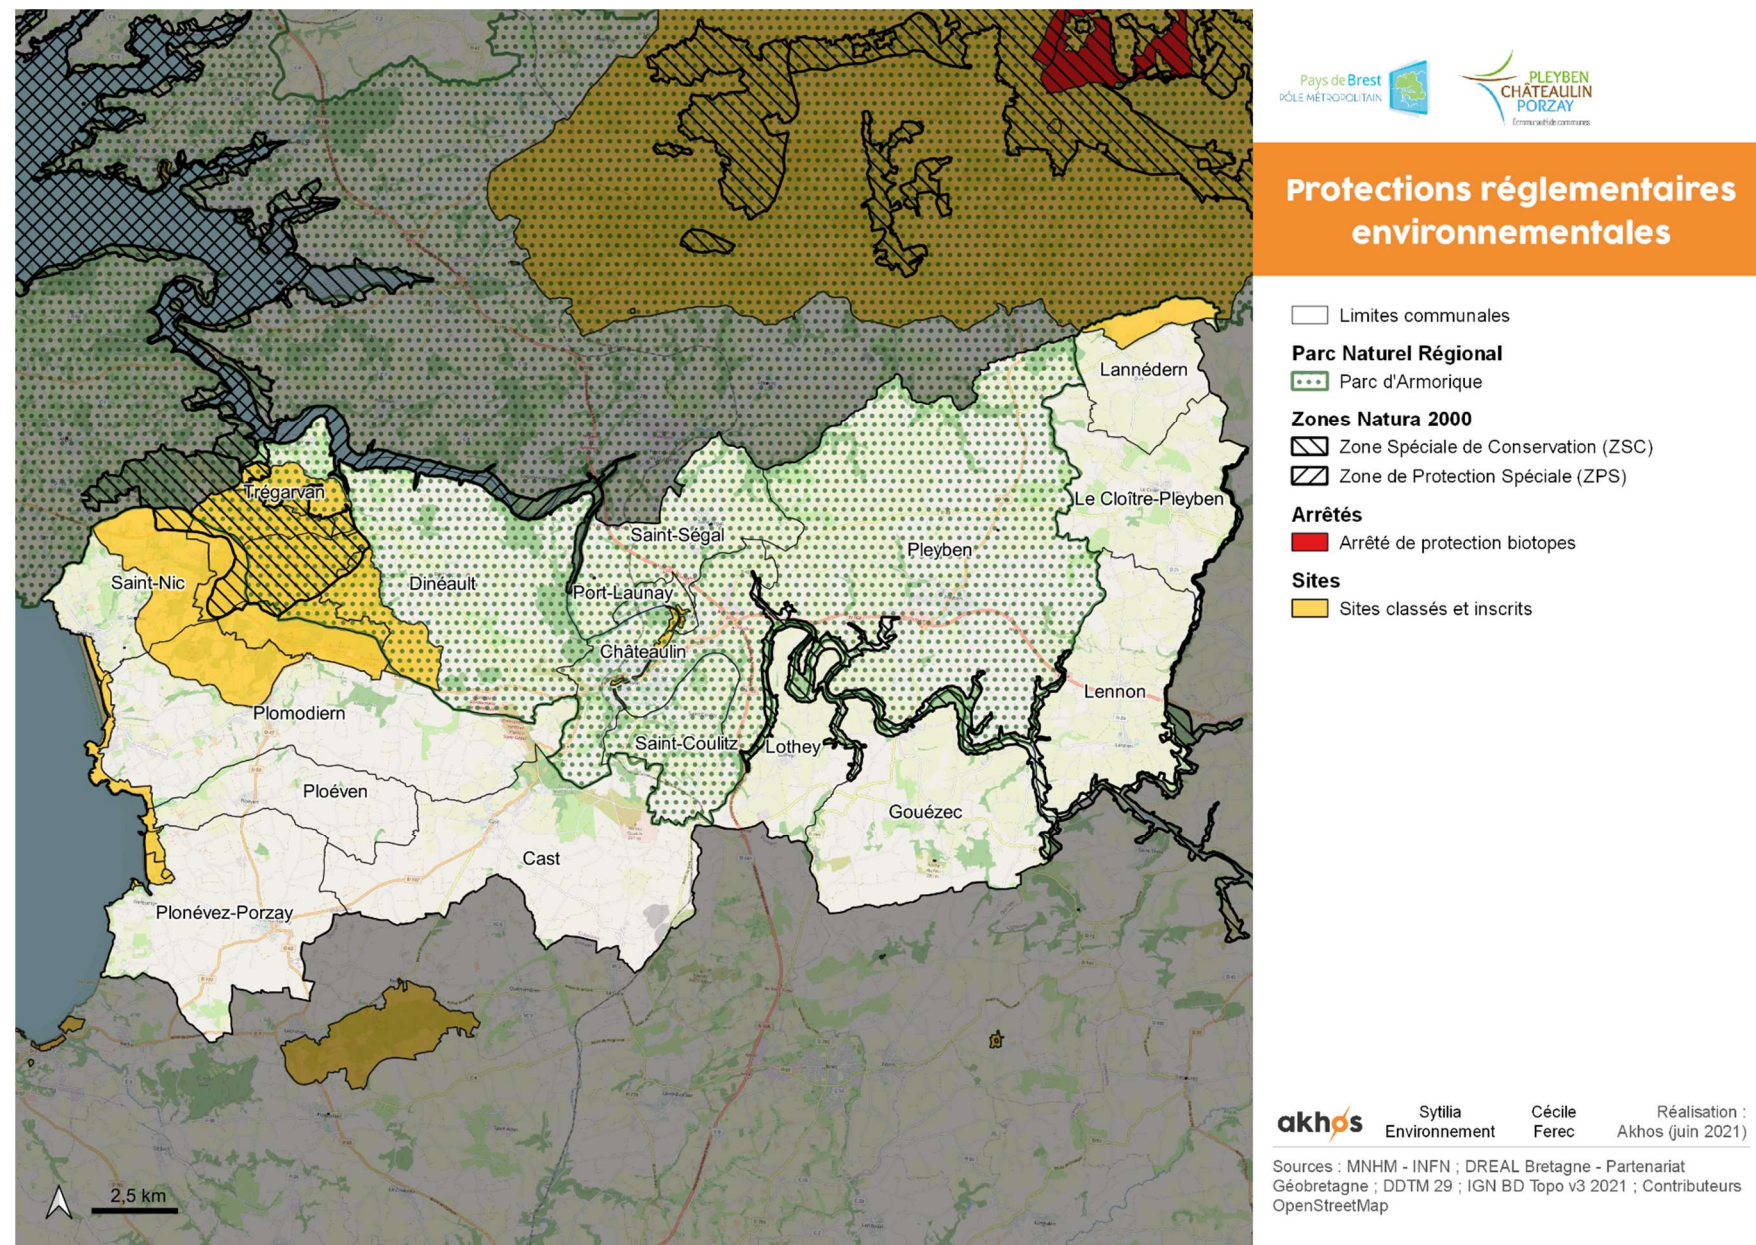 Pays de Brest
PÔLE MÉTROPOLITAIN
PLEYBEN
CHÂTEAULIN
PORZAY
Communauté de communes
Protections réglementaires
environnementales
Limites communales
Parc Naturel Régional
Parc d'Armorique
Zones Natura 2000
Zone Spéciale de Conservation (ZSC)
Zone de Protection Spéciale (ZPS)
Arrêtés
Arrêté de protection biotopes
Sites
Sites classés et inscrits
Lannédern
Trégarvan
Le Cloître-Pleyben
Saint-Ségal
Pleyben
Saint-Nic
Dinéault
Port-Launay
Châteaulin
Lennon
Plomodiern
Saint-Coulitz
Lothey
Ploéven
Gouézec
Cast
Plonévez-Porzay
2,5 km
akhos
Sytilia
Environnement
Cécile
Ferec
Réalisation :
Akhos (juin 2021)
Sources : MNHM - INFN ; DREAL Bretagne - Partenariat
Géobretagne ; DDTM 29 ; IGN BD Topo v3 2021 ; Contributeurs
OpenStreetMap